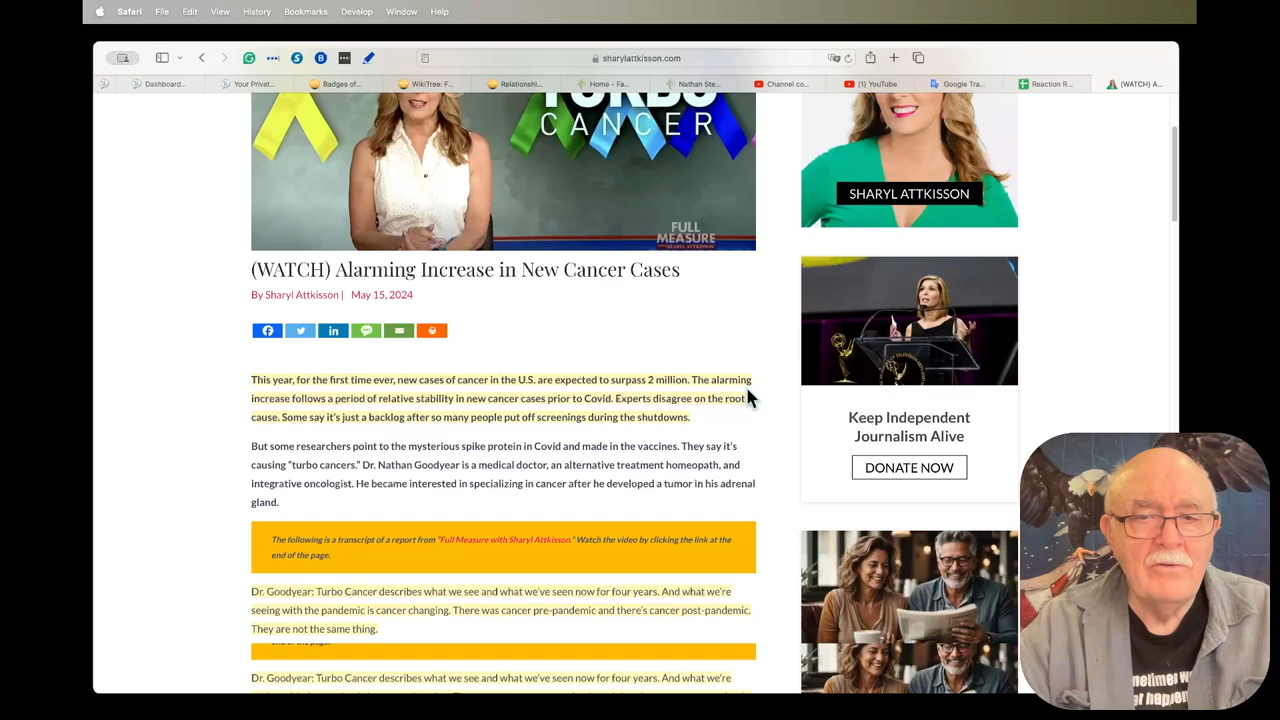 Safari File Edit View History Bookmarks Develop Window Help
sharylattkisson.com
Dashboard... Your Privat... Badges of... WikiTree: F... Relationshi... Home - Fa... Nathan Ste... Channel co... (1) YouTube Google Tra... Reaction R... (WATCH) A...
TURBO
CANCER
FULL
MEASURE
SHARYL ATTKISSON
(WATCH) Alarming Increase in New Cancer Cases
By Sharyl Attkisson | May 15, 2024
This year, for the first time ever, new cases of cancer in the U.S. are expected to surpass 2 million. The alarming
increase follows a period of relative stability in new cancer cases prior to Covid. Experts disagree on the root
cause. Some say it's just a backlog after so many people put off screenings during the shutdowns.
But some researchers point to the mysterious spike protein in Covid and made in the vaccines. They say it's
causing "turbo cancers." Dr. Nathan Goodyear is a medical doctor, an alternative treatment homeopath, and
integrative oncologist. He became interested in specializing in cancer after he developed a tumor in his adrenal
gland.
The following is a transcript of a report from "Full Measure with Sharyl Attkisson." Watch the video by clicking the link at the
end of the page.
Dr. Goodyear: Turbo Cancer describes what we see and what we've seen now for four years. And what we're
seeing with the pandemic is cancer changing. There was cancer pre-pandemic and there's cancer post-pandemic.
They are not the same thing.
end of the page.
Dr. Goodyear: Turbo Cancer describes what we see and what we've seen now for four years. And what we're
Keep Independent
Journalism Alive
DONATE NOW